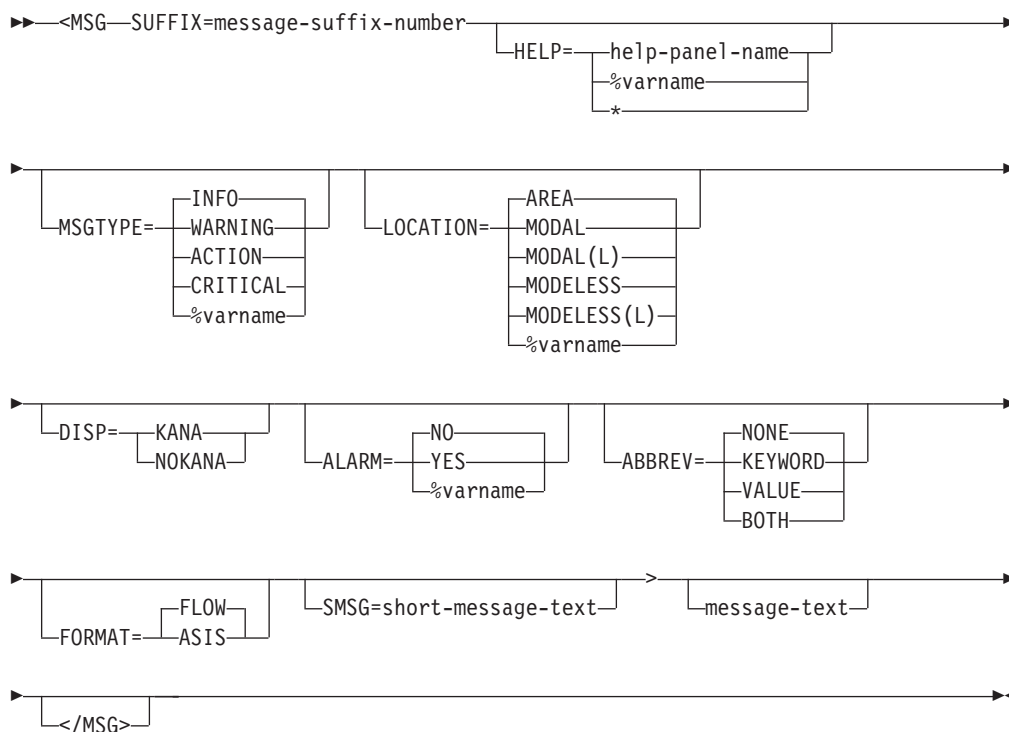 <MSG SUFFIX=message-suffix-number
HELP= help-panel-name
%varname
*
INFO
MSGTYPE= WARNING
ACTION
CRITICAL
%varname
AREA
LOCATION= MODAL
MODAL(L)
MODELESS
MODELESS(L)
%varname
DISP= KANA
NOKANA
NO
ALARM= YES
%varname
NONE
ABBREV= KEYWORD
VALUE
BOTH
FLOW
FORMAT= ASIS
SMSG=short-message-text
>
message-text
</MSG>